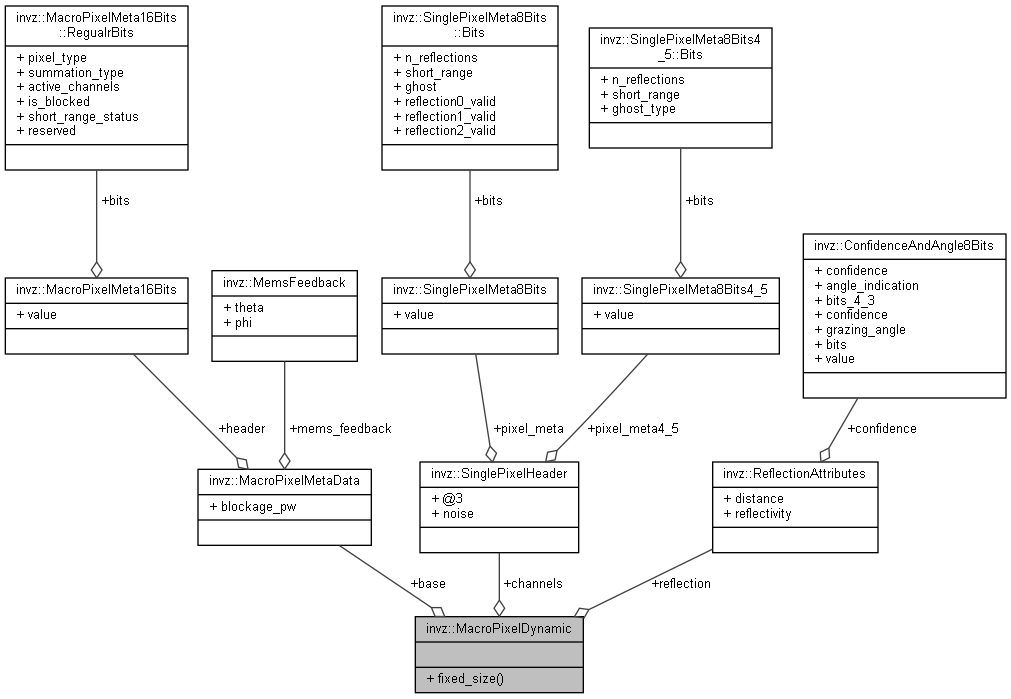 invz::MacroPixelMeta16Bits
::RegualrBits
+ pixel_type
+ summation_type
+ active_channels
+ is_blocked
+ short_range_status
+ reserved
invz::SinglePixelMeta8Bits
::Bits
+ n_reflections
+ short_range
+ ghost
+ reflection0_valid
+ reflection1_valid
+ reflection2_valid
invz::SinglePixelMeta8Bits4
_5::Bits
+ n_reflections
+ short_range
+ ghost_type
+bits
+bits
+bits
invz::MacroPixelMeta16Bits
+ value
invz::MemsFeedback
+ theta
+ phi
invz::SinglePixelMeta8Bits
+ value
invz::SinglePixelMeta8Bits4_5
+ value
invz::ConfidenceAndAngle8Bits
+ confidence
+ angle_indication
+ bits_4_3
+ confidence
+ grazing_angle
+ bits
+ value
+header
+mems_feedback
+pixel_meta
+pixel_meta4_5
+confidence
invz::MacroPixelMetaData
+ blockage_pw
invz::SinglePixelHeader
+ @3
+ noise
invz::ReflectionAttributes
+ distance
+ reflectivity
+base
+channels
+reflection
invz::MacroPixelDynamic
+ fixed_size()